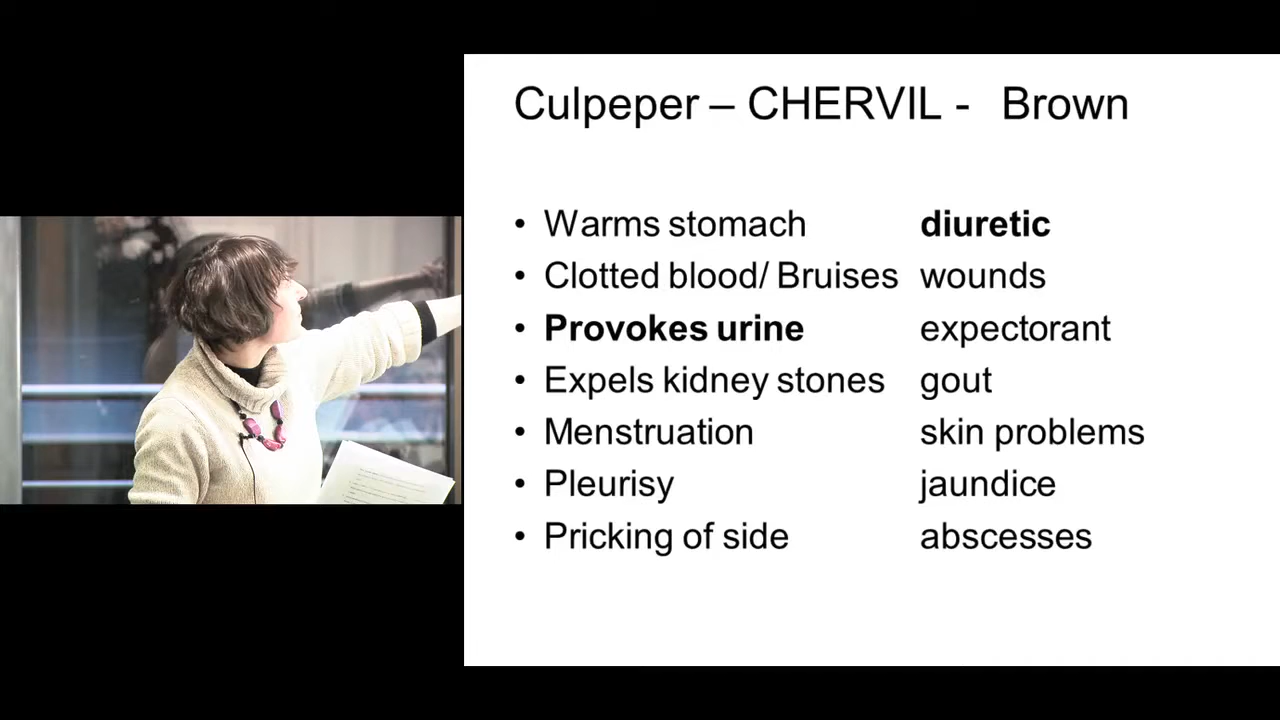 Culpeper – CHERVIL - Brown
• Warms stomach diuretic
• Clotted blood/ Bruises wounds
• Provokes urine expectorant
• Expels kidney stones gout
• Menstruation skin problems
• Pleurisy jaundice
• Pricking of side abscesses